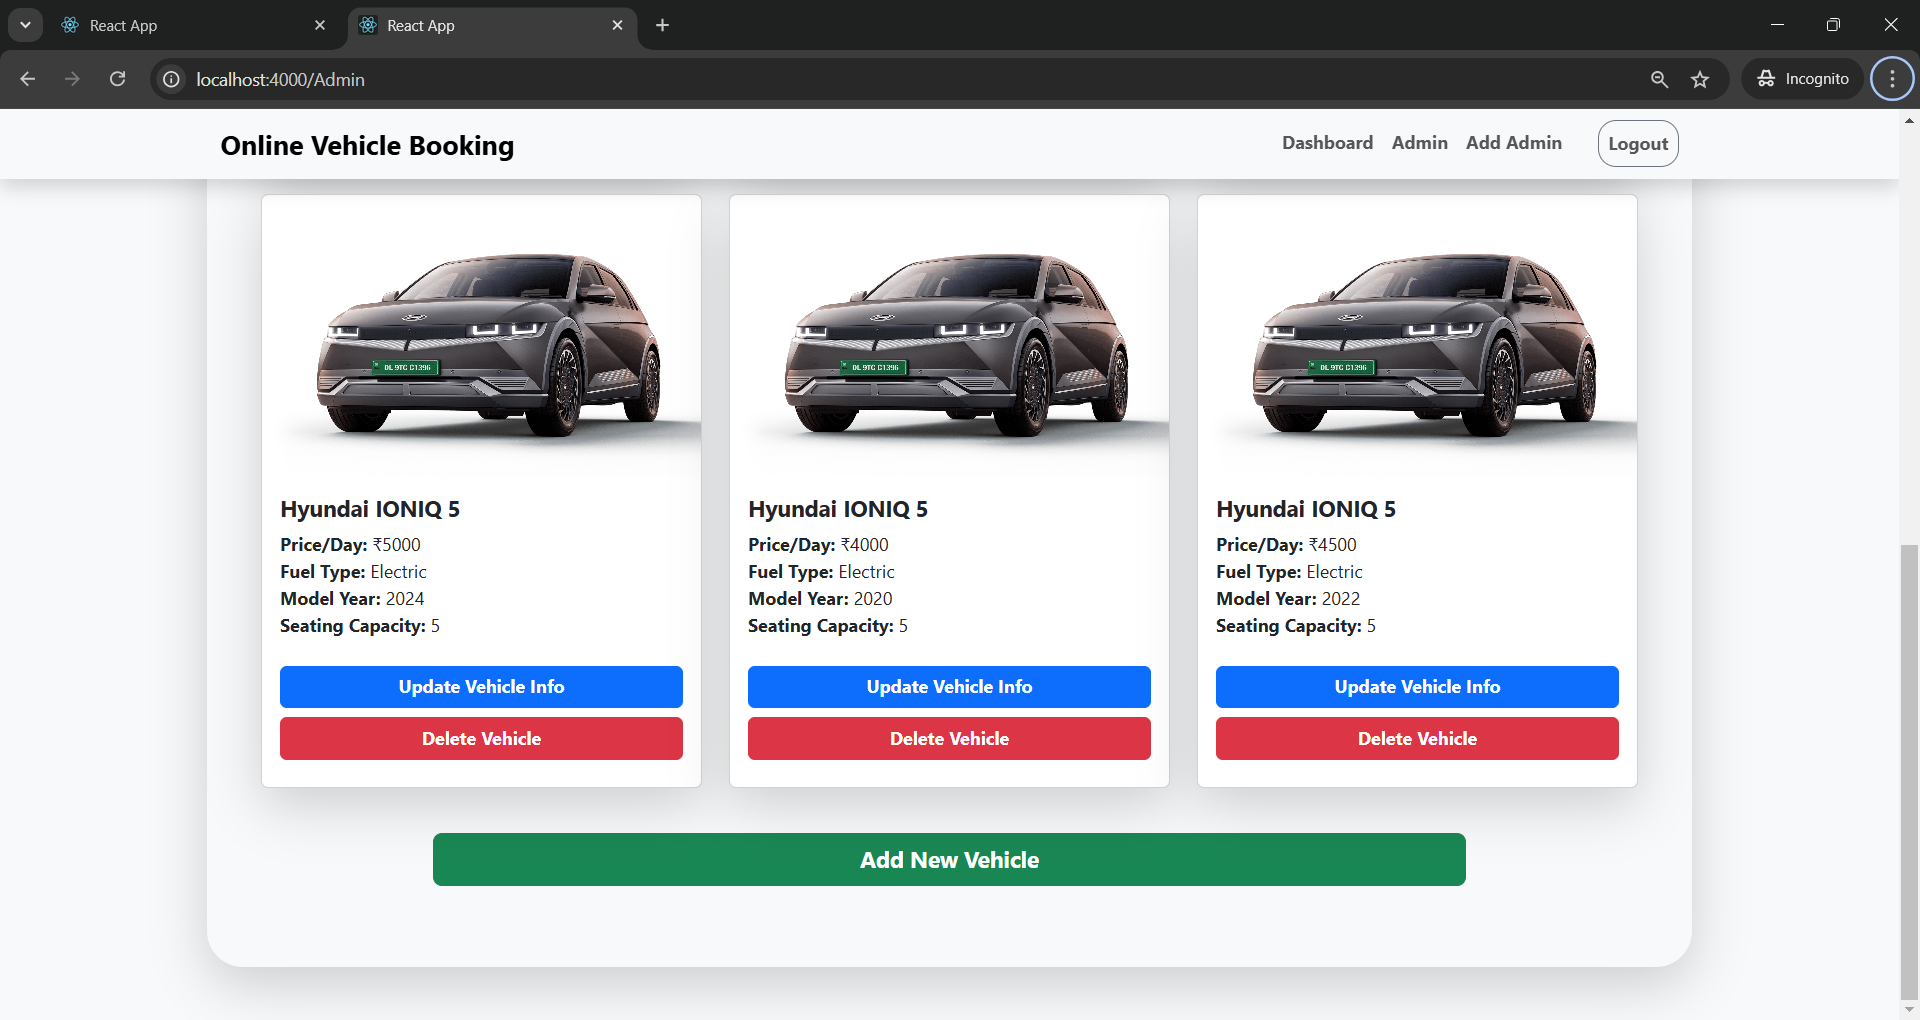 React App
React App
localhost:4000/Admin
Incognito
Online Vehicle Booking
Dashboard
Admin
Add Admin
Logout
DL 9TC C1396
DL 9TC C1396
DL 9TC C1396
Hyundai IONIQ 5
Price/Day: ₹5000
Fuel Type: Electric
Model Year: 2024
Seating Capacity: 5
Update Vehicle Info
Delete Vehicle
Hyundai IONIQ 5
Price/Day: ₹4000
Fuel Type: Electric
Model Year: 2020
Seating Capacity: 5
Update Vehicle Info
Delete Vehicle
Hyundai IONIQ 5
Price/Day: ₹4500
Fuel Type: Electric
Model Year: 2022
Seating Capacity: 5
Update Vehicle Info
Delete Vehicle
Add New Vehicle